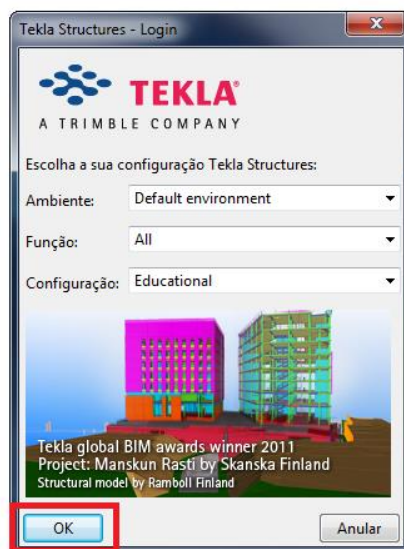 Tekla Structures - Login
TEKLA®
A TRIMBLE COMPANY
Escolha a sua configuração Tekla Structures:
Ambiente: Default environment
Função: All
Configuração: Educational
Tekla global BIM awards winner 2011
Project: Manskun Rasti by Skanska Finland
Structural model by Ramboll Finland
OK Anular